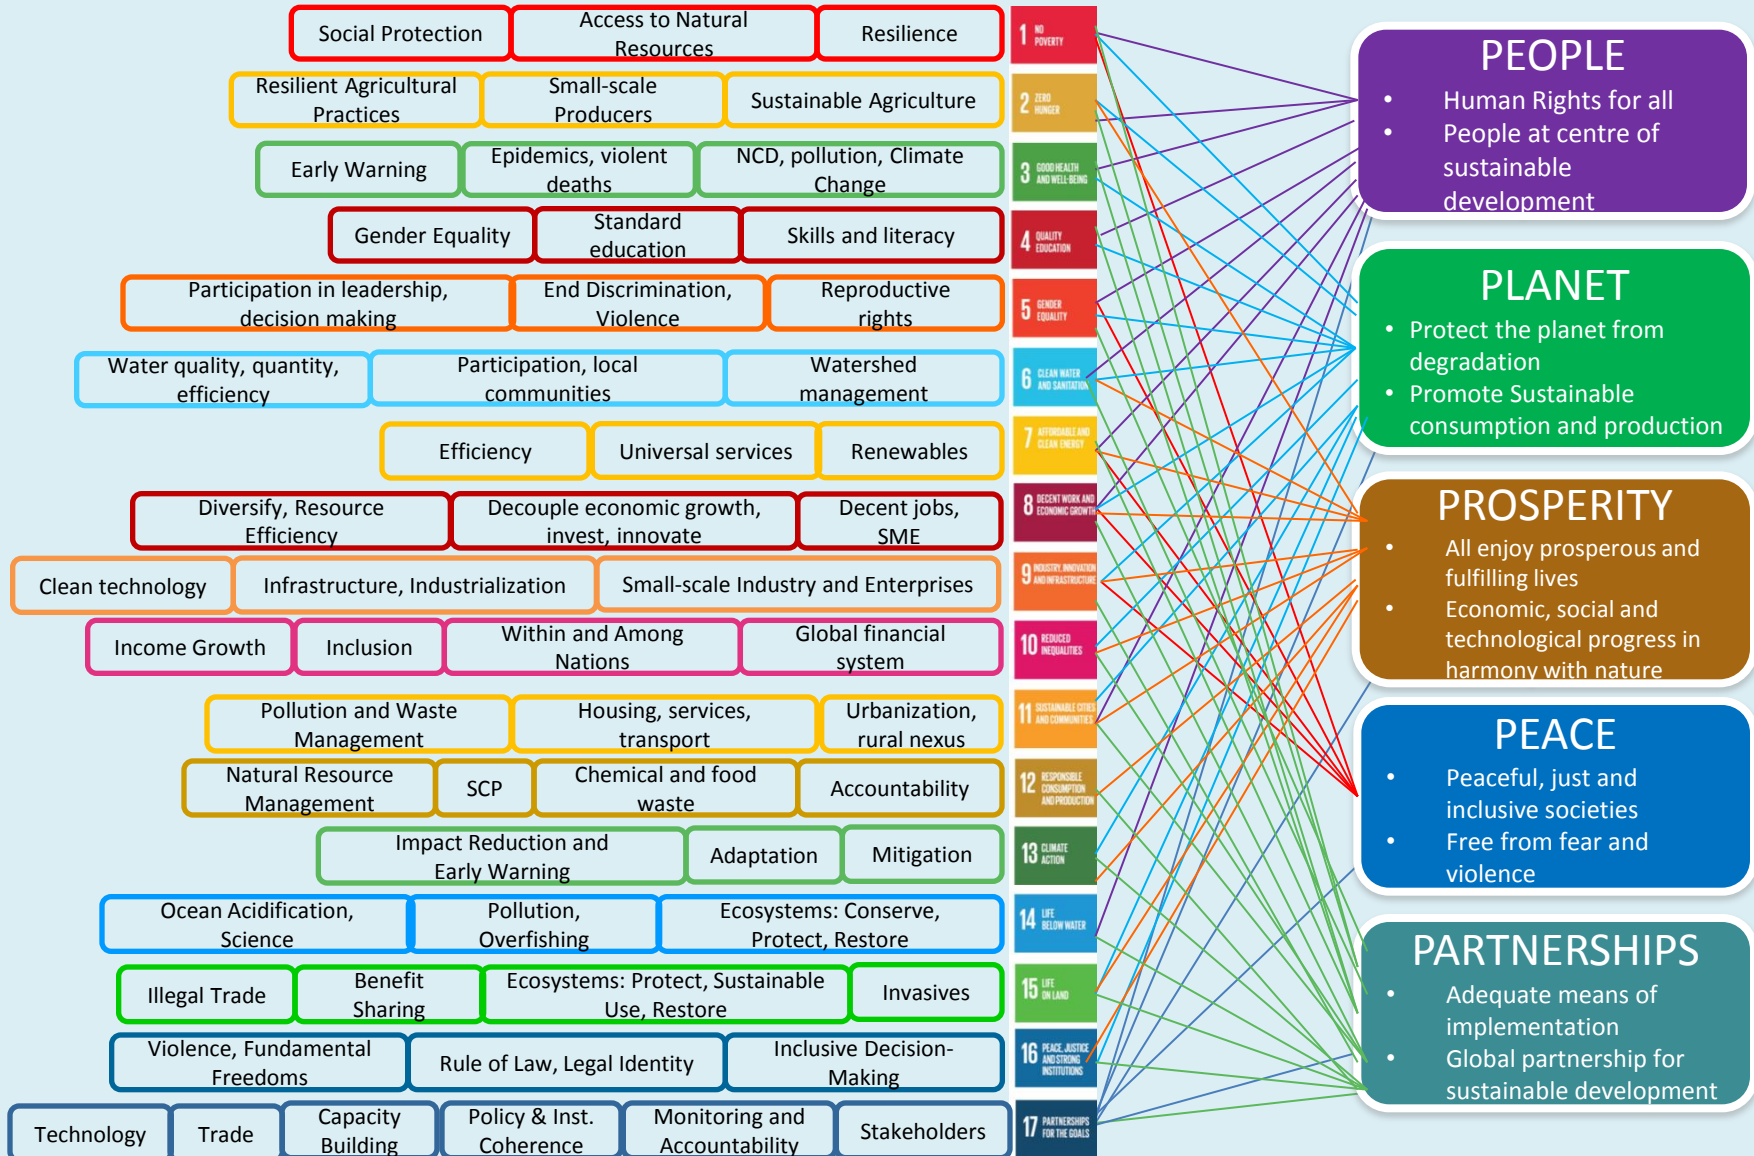 Social Protection
Access to Natural
Resources
Resilience
1 NO
POVERTY
Resilient Agricultural
Practices
Small-scale
Producers
Sustainable Agriculture
2 ZERO
HUNGER
Early Warning
Epidemics, violent
deaths
NCD, pollution, Climate
Change
3 GOOD HEALTH
AND WELL-BEING
Gender Equality
Standard
education
Skills and literacy
4 QUALITY
EDUCATION
Participation in leadership,
decision making
End Discrimination,
Violence
Reproductive
rights
5 GENDER
EQUALITY
Water quality, quantity,
efficiency
Participation, local
communities
Watershed
management
6 CLEAN WATER
AND SANITATION
Efficiency
Universal services
Renewables
7 AFFORDABLE AND
CLEAN ENERGY
Diversify, Resource
Efficiency
Decouple economic growth,
invest, innovate
Decent jobs,
SME
8 DECENT WORK AND
ECONOMIC GROWTH
Clean technology
Infrastructure, Industrialization
Small-scale Industry and Enterprises
9 INDUSTRY, INNOVATION
AND INFRASTRUCTURE
Income Growth
Inclusion
Within and Among
Nations
Global financial
system
10 REDUCED
INEQUALITIES
Pollution and Waste
Management
Housing, services,
transport
Urbanization,
rural nexus
11 SUSTAINABLE CITIES
AND COMMUNITIES
Natural Resource
Management
SCP
Chemical and food
waste
Accountability
12 RESPONSIBLE
CONSUMPTION
AND PRODUCTION
Impact Reduction and
Early Warning
Adaptation
Mitigation
13 CLIMATE
ACTION
Ocean Acidification,
Science
Pollution,
Overfishing
Ecosystems: Conserve,
Protect, Restore
14 LIFE
BELOW WATER
Illegal Trade
Benefit
Sharing
Ecosystems: Protect, Sustainable
Use, Restore
Invasives
15 LIFE
ON LAND
Violence, Fundamental
Freedoms
Rule of Law, Legal Identity
Inclusive Decision-
Making
16 PEACE, JUSTICE
AND STRONG
INSTITUTIONS
Technology
Trade
Capacity
Building
Policy & Inst.
Coherence
Monitoring and
Accountability
Stakeholders
17 PARTNERSHIPS
FOR THE GOALS
PEOPLE
• Human Rights for all
• People at centre of
sustainable
development
PLANET
• Protect the planet from
degradation
• Promote Sustainable
consumption and production
PROSPERITY
• All enjoy prosperous and
fulfilling lives
• Economic, social and
technological progress in
harmony with nature
PEACE
• Peaceful, just and
inclusive societies
• Free from fear and
violence
PARTNERSHIPS
• Adequate means of
implementation
• Global partnership for
sustainable development